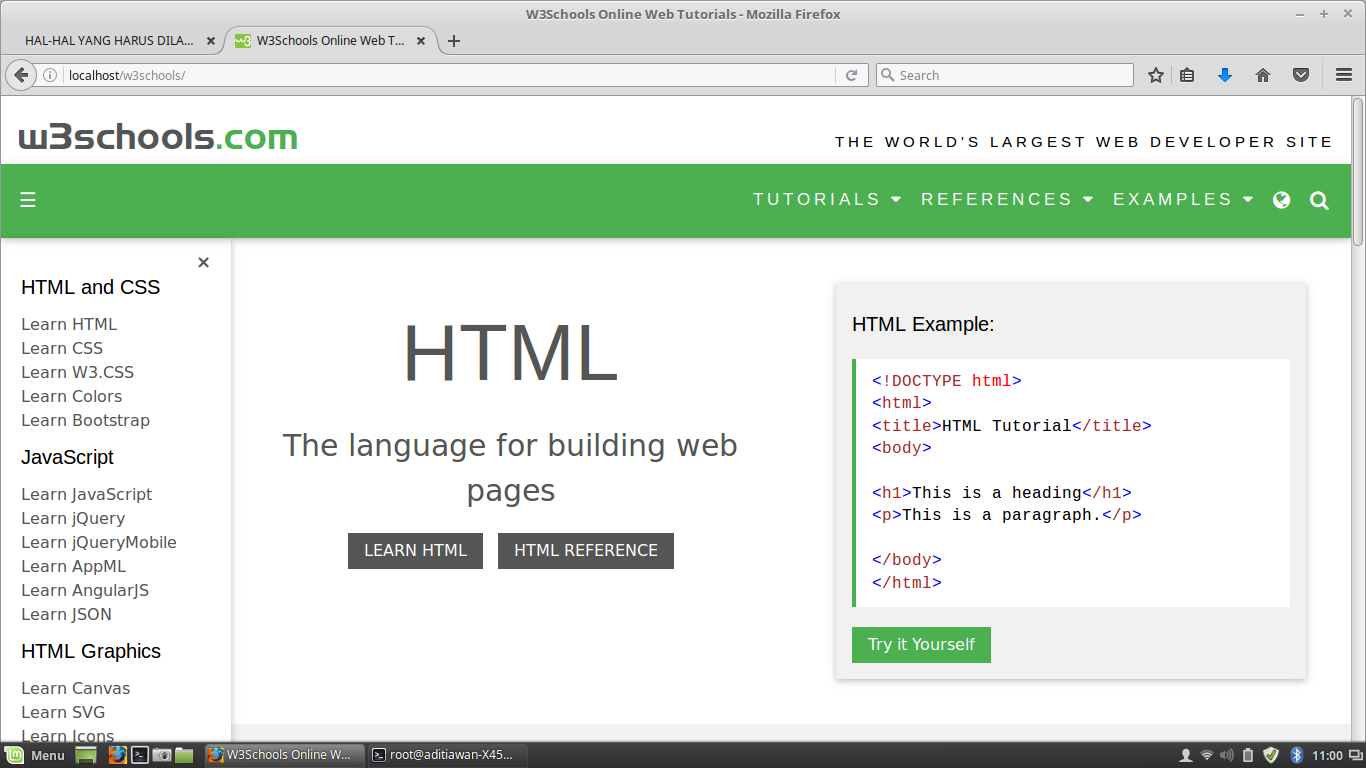 W3Schools Online Web Tutorials - Mozilla Firefox
HAL-HAL YANG HARUS DILA...
W3Schools Online Web T...
localhost/w3schools/
Search
w3schools.com
THE WORLD'S LARGEST WEB DEVELOPER SITE
TUTORIALS REFERENCES EXAMPLES
HTML and CSS
Learn HTML
Learn CSS
Learn W3.CSS
Learn Colors
Learn Bootstrap
JavaScript
Learn JavaScript
Learn jQuery
Learn jQueryMobile
Learn AppML
Learn AngularJS
Learn JSON
HTML Graphics
Learn Canvas
Learn SVG
Learn Icons
HTML
The language for building web
pages
LEARN HTML
HTML REFERENCE
HTML Example:
<!DOCTYPE html>
<html>
<title>HTML Tutorial</title>
<body>
<h1>This is a heading</h1>
<p>This is a paragraph.</p>
</body>
</html>
Try it Yourself
Menu
W3Schools Online W...
root@aditiawan-X45...
11:00